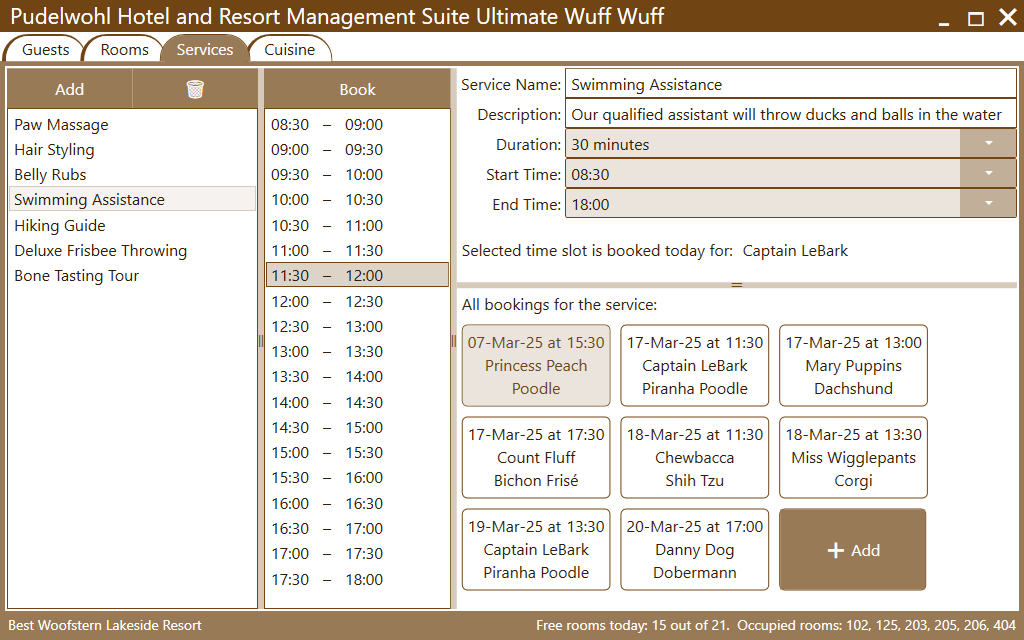 Pudelwohl Hotel and Resort Management Suite Ultimate Wuff Wuff
Guests
Rooms
Services
Cuisine
Add
Paw Massage
Hair Styling
Belly Rubs
Swimming Assistance
Hiking Guide
Deluxe Frisbee Throwing
Bone Tasting Tour
Book
08:30 – 09:00
09:00 – 09:30
09:30 – 10:00
10:00 – 10:30
10:30 – 11:00
11:00 – 11:30
11:30 – 12:00
12:00 – 12:30
12:30 – 13:00
13:00 – 13:30
13:30 – 14:00
14:00 – 14:30
14:30 – 15:00
15:00 – 15:30
15:30 – 16:00
16:00 – 16:30
16:30 – 17:00
17:00 – 17:30
17:30 – 18:00
Service Name: Swimming Assistance
Description: Our qualified assistant will throw ducks and balls in the water
Duration: 30 minutes
Start Time: 08:30
End Time: 18:00
Selected time slot is booked today for: Captain LeBark
All bookings for the service:
07-Mar-25 at 15:30
Princess Peach
Poodle
17-Mar-25 at 11:30
Captain LeBark
Piranha Poodle
17-Mar-25 at 13:00
Mary Puppins
Dachshund
17-Mar-25 at 17:30
Count Fluff
Bichon Frisé
18-Mar-25 at 11:30
Chewbacca
Shih Tzu
18-Mar-25 at 13:30
Miss Wigglepants
Corgi
19-Mar-25 at 13:30
Captain LeBark
Piranha Poodle
20-Mar-25 at 17:00
Danny Dog
Dobermann
+ Add
Best Woofstern Lakeside Resort
Free rooms today: 15 out of 21. Occupied rooms: 102, 125, 203, 205, 206, 404